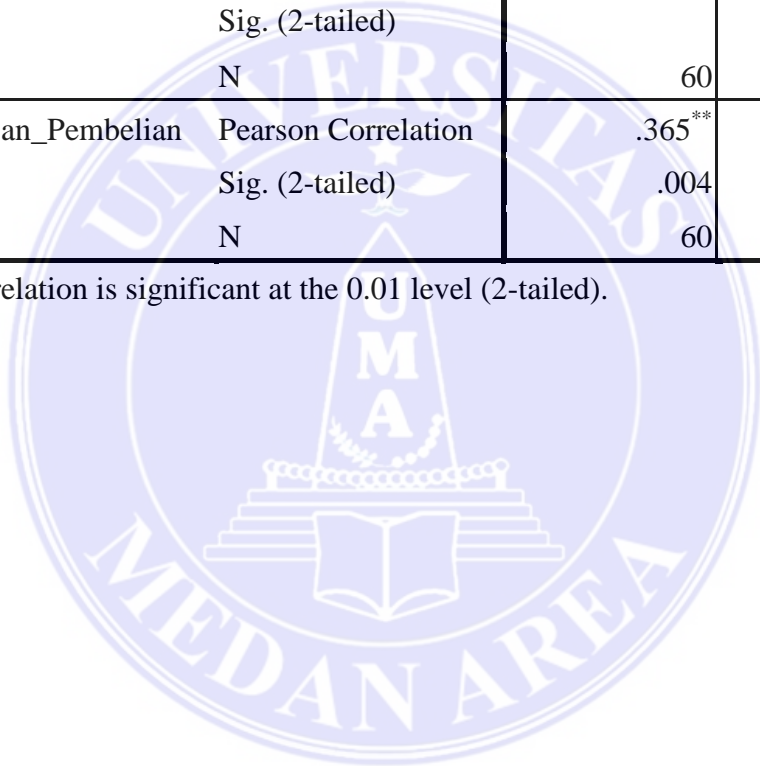 Sig. (2-tailed)
N 60
an_Pembelian Pearson Correlation .365**
Sig. (2-tailed) .004
N 60
relation is significant at the 0.01 level (2-tailed).
UNIVERSITAS
U
M
A
MEDAN AREA